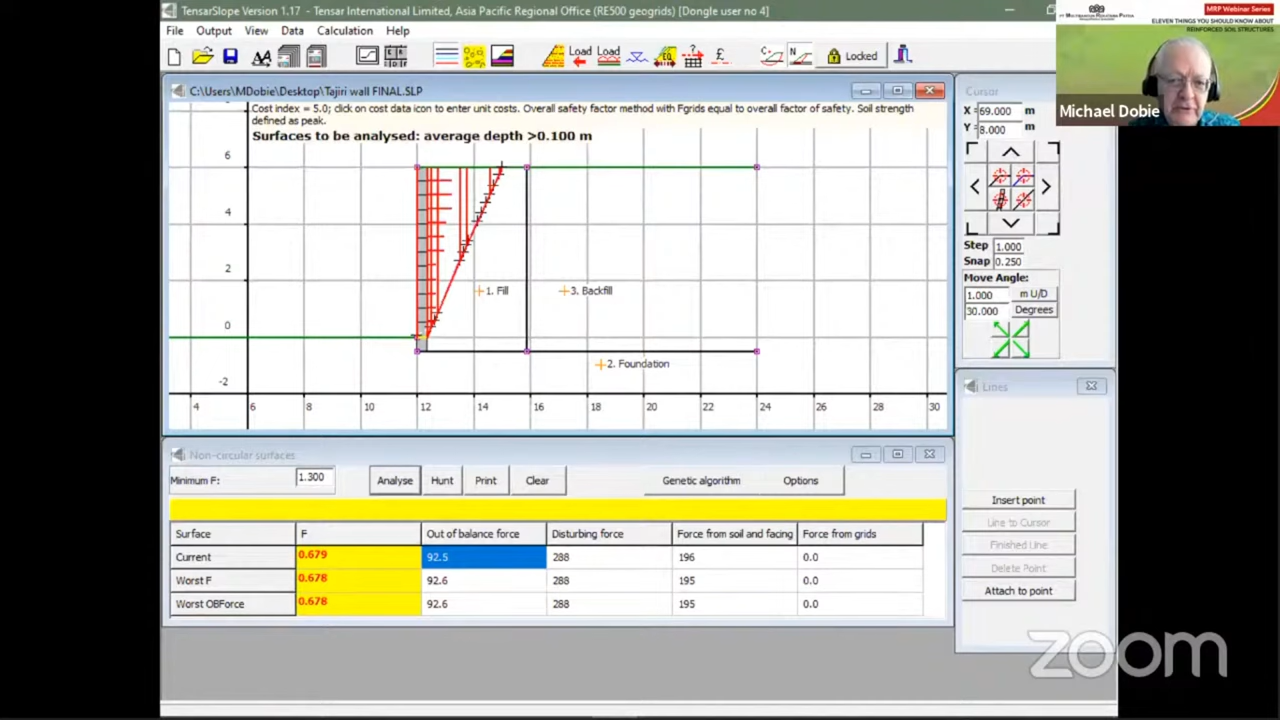 TensarSlope Version 1.17 - Tensar International Limited, Asia Pacific Regional Office (RE500 geogrids) [Dongle user no 4]
File Output View Data Calculation Help
Load Load EQ £ Locked
C:\Users\MDobie\Desktop\Tajiri wall FINAL.SLP
Cost index = 5.0; click on cost data icon to enter unit costs. Overall safety factor method with Fgrids equal to overall factor of safety. Soil strength
defined as peak.
Surfaces to be analysed: average depth >0.100 m
6
4
2
0
-2
1. Fill
3. Backfill
2. Foundation
4 6 8 10 12 14 16 18 20 22 24 26 28 30
Cursor
X = 69.000 m
Y = 8.000 m
Step 1.000
Snap 0.250
Move Angle:
1.000 m U/D
30.000 Degrees
Lines
Insert point
Line to Cursor
Finished Line
Delete Point
Attach to point
Non-circular surfaces
Minimum F: 1.300 Analyse Hunt Print Clear Genetic algorithm Options
Surface F Out of balance force Disturbing force Force from soil and facing Force from grids
Current 0.679 92.5 288 196 0.0
Worst F 0.678 92.6 288 195 0.0
Worst OBForce 0.678 92.6 288 195 0.0
MRP Webinar Series
ELEVEN THINGS YOU SHOULD KNOW ABOUT
REINFORCED SOIL STRUCTURES
Michael Dobie
zoom